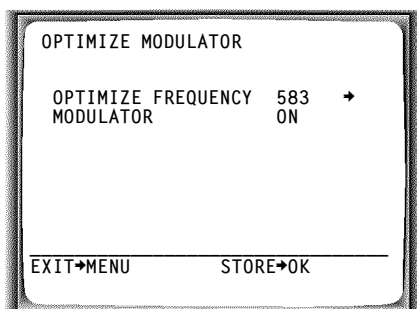 OPTIMIZE MODULATOR
OPTIMIZE FREQUENCY 583 ➜
MODULATOR ON
EXIT➜MENU STORE➜OK